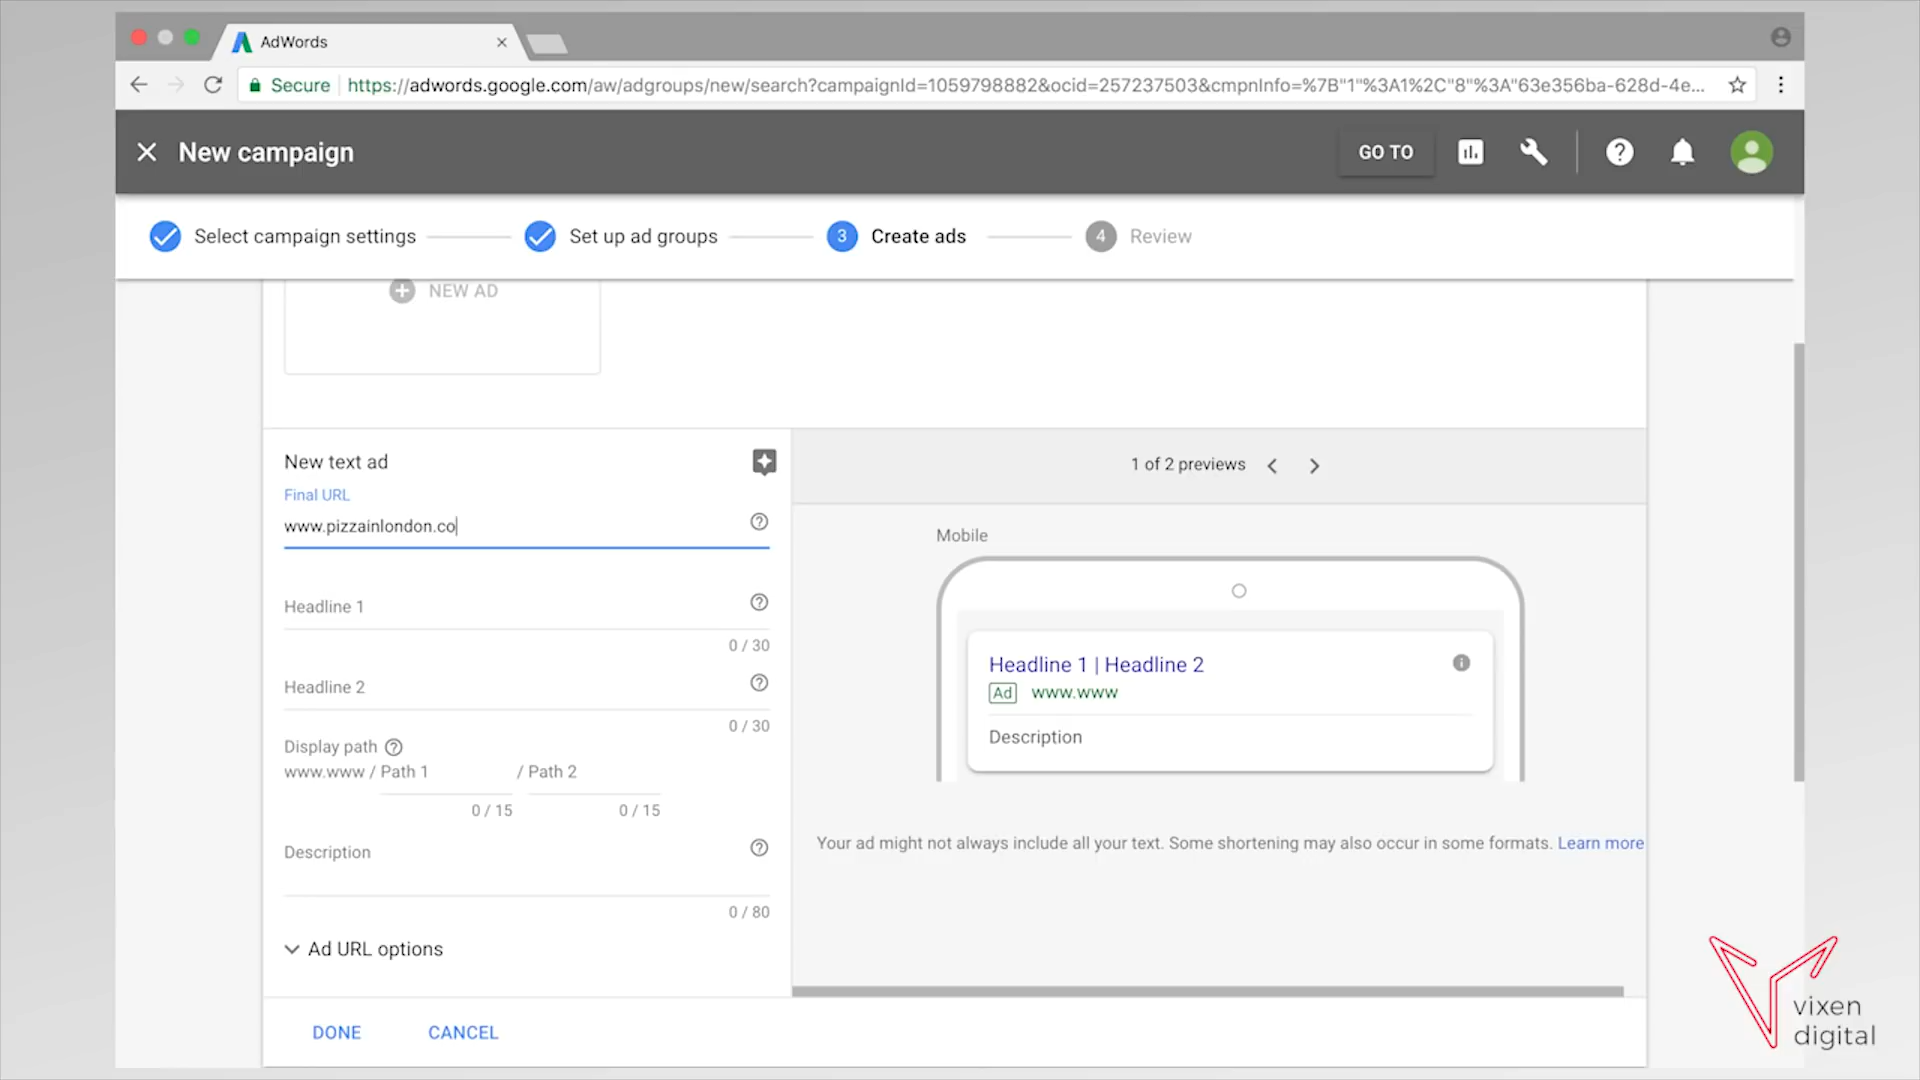 AdWords
Secure https://adwords.google.com/aw/adgroups/new/search?campaignId=1059798882&ocid=257237503&cmpnInfo=%7B"1"%3A1%2C"8"%3A"63e356ba-628d-4e...
New campaign
GO TO
Select campaign settings
Set up ad groups
3 Create ads
4 Review
NEW AD
New text ad
Final URL
www.pizzainlondon.co
Headline 1
0 / 30
Headline 2
0 / 30
Display path
www.www / Path 1 / Path 2
0 / 15 0 / 15
Description
0 / 80
Ad URL options
DONE CANCEL
1 of 2 previews
Mobile
Headline 1 | Headline 2
Ad www.www
Description
Your ad might not always include all your text. Some shortening may also occur in some formats. Learn more
vixen
digital